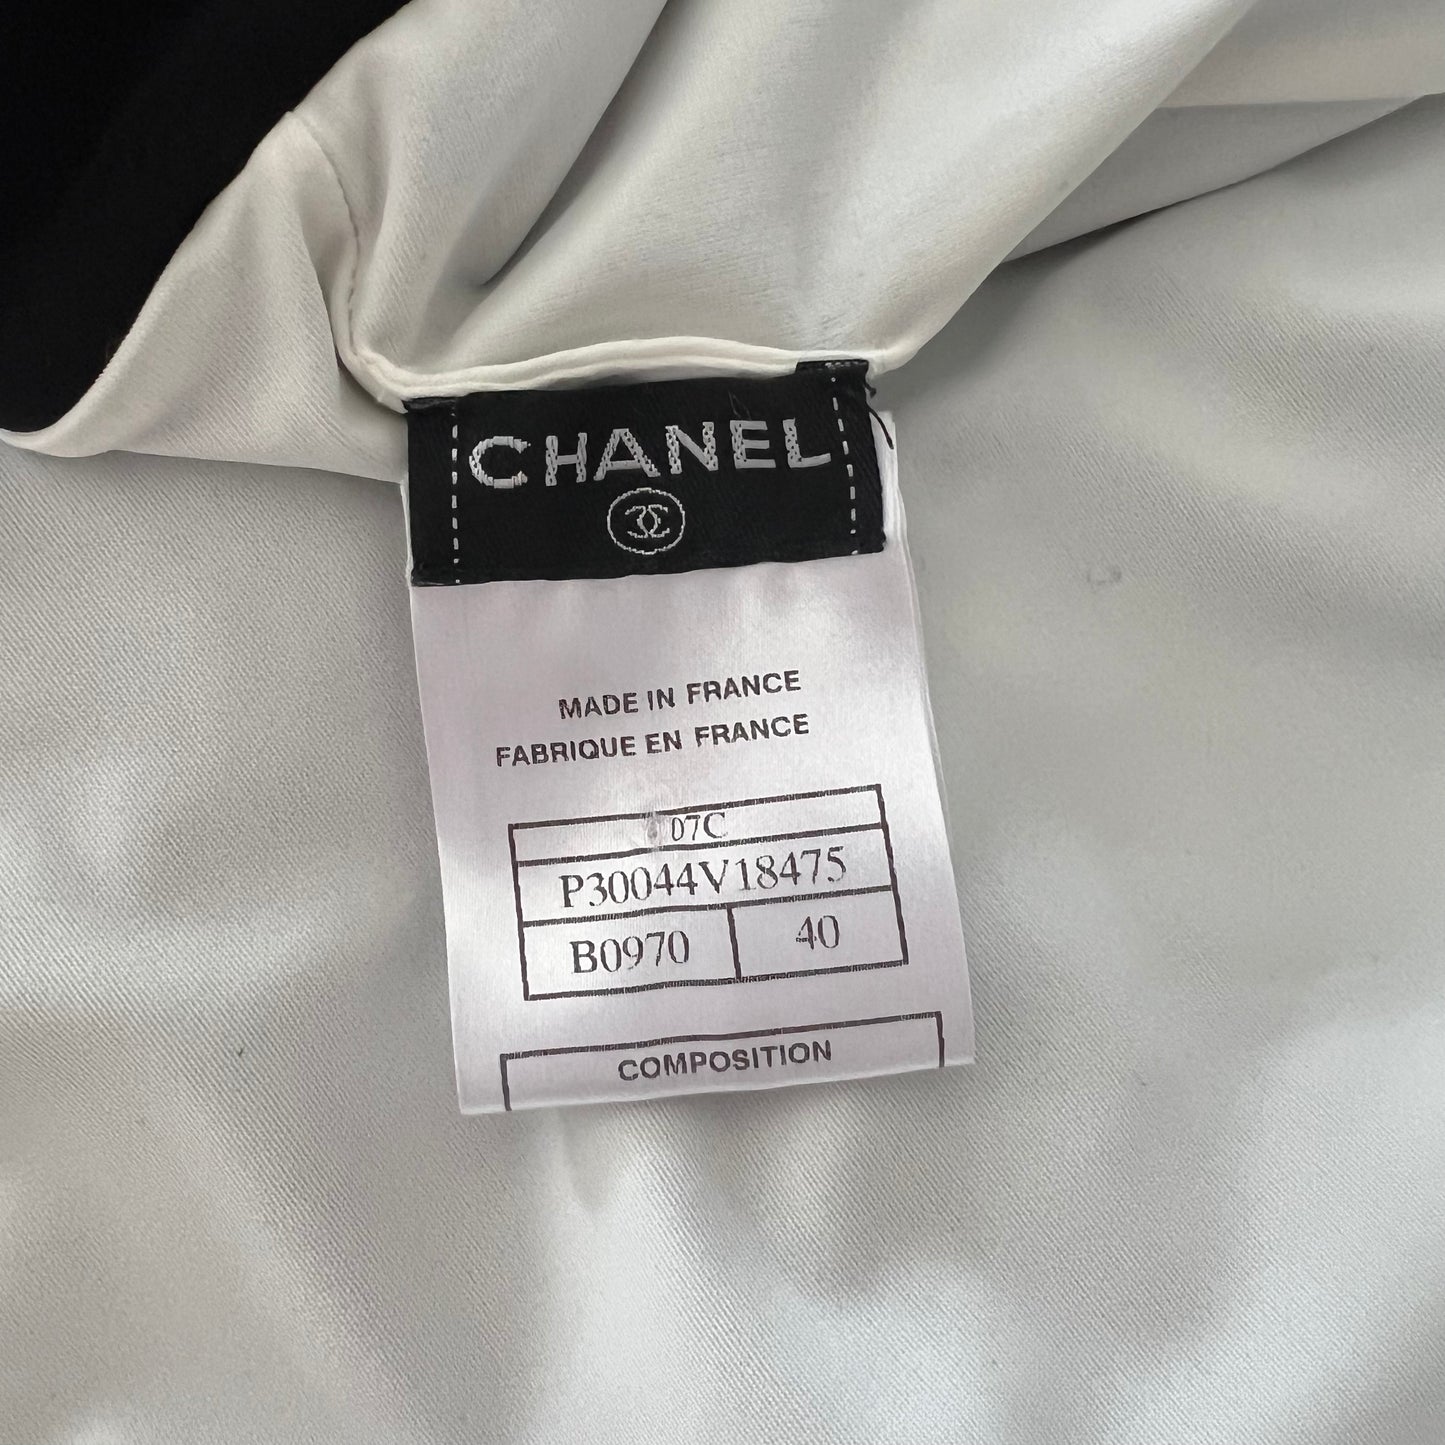 CHANEL
MADE IN FRANCE
FABRIQUE EN FRANCE
07C
P30044V18475
B0970 40
COMPOSITION